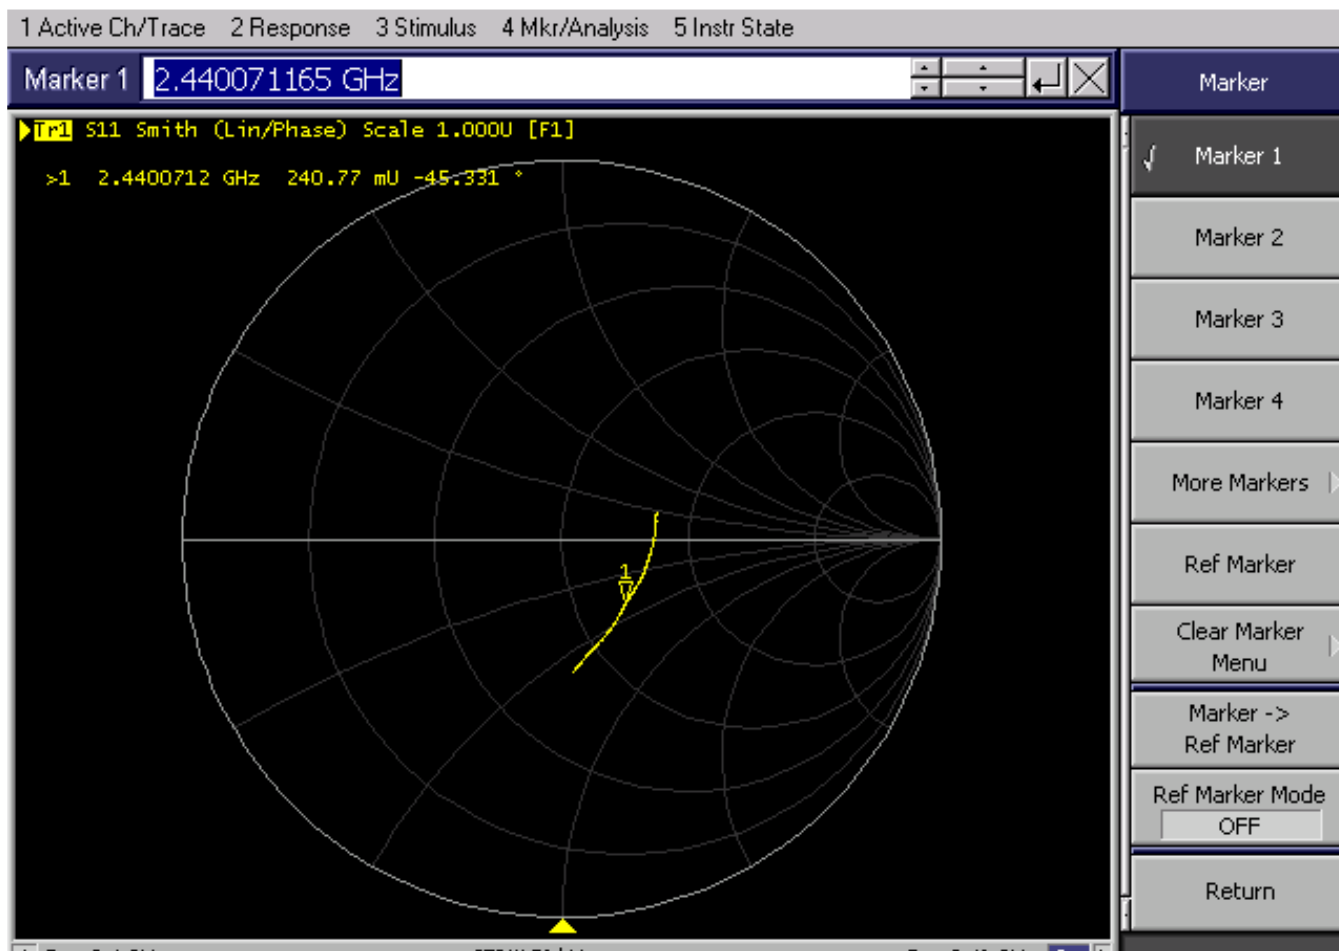 1 Active Ch/Trace 2 Response 3 Stimulus 4 Mkr/Analysis 5 Instr State
Marker 1 2.440071165 GHz
Tr1 S11 Smith (Lin/Phase) Scale 1.000U [F1]
>1 2.4400712 GHz 240.77 mU -45.331 °
1
Marker
√ Marker 1
Marker 2
Marker 3
Marker 4
More Markers
Ref Marker
Clear Marker
Menu
Marker ->
Ref Marker
Ref Marker Mode
OFF
Return